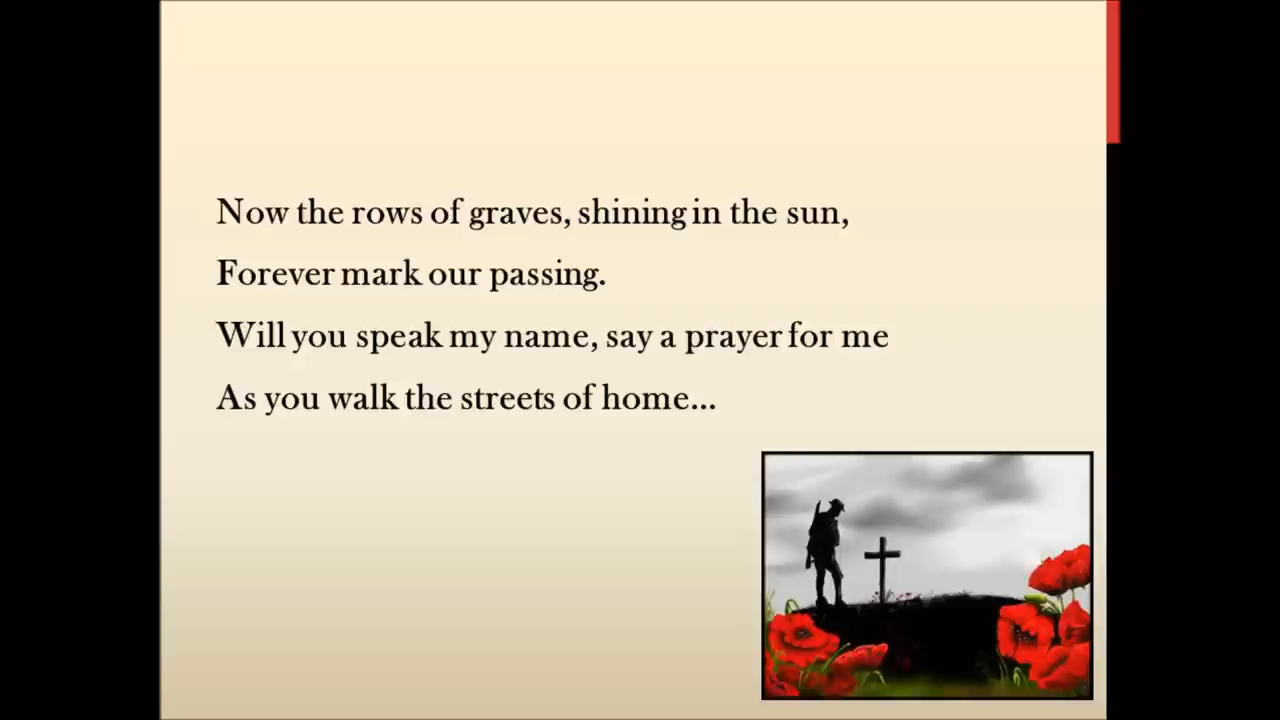 Now the rows of graves, shining in the sun,
Forever mark our passing.
Will you speak my name, say a prayer for me
As you walk the streets of home...